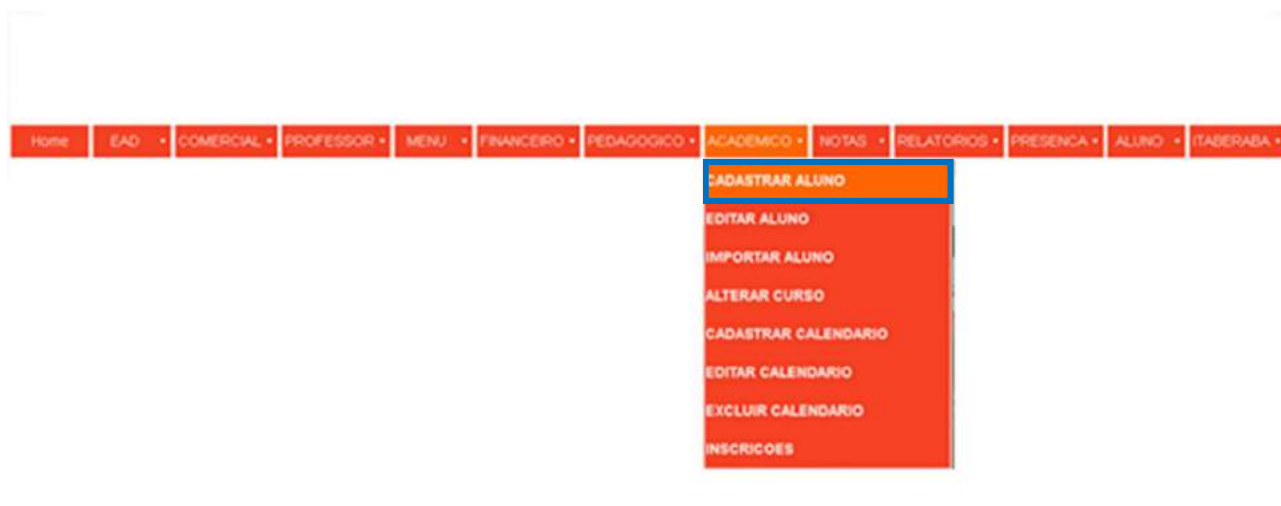 Home EAD COMERCIAL PROFESSOR MENU FINANCEIRO PEDAGOGICO ACADEMICO NOTAS RELATORIOS PRESENCA ALUNO ITABERABA
CADASTRAR ALUNO
EDITAR ALUNO
IMPORTAR ALUNO
ALTERAR CURSO
CADASTRAR CALENDARIO
EDITAR CALENDARIO
EXCLUIR CALENDARIO
INSCRICOES